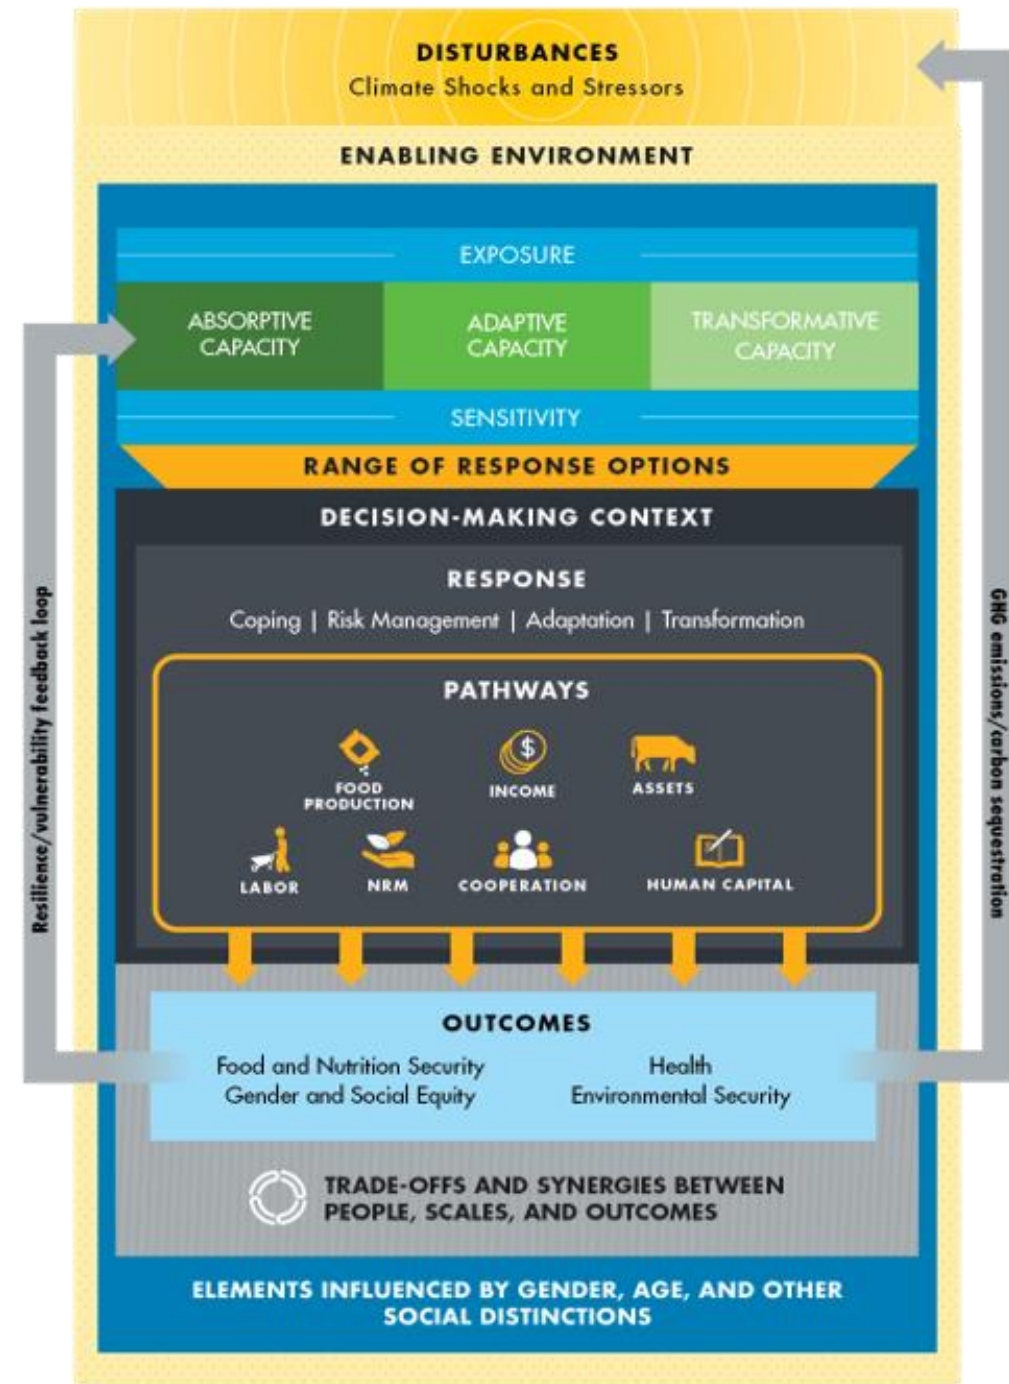 DISTURBANCES
Climate Shocks and Stressors
ENABLING ENVIRONMENT
EXPOSURE
ABSORPTIVE
CAPACITY
ADAPTIVE
CAPACITY
TRANSFORMATIVE
CAPACITY
SENSITIVITY
RANGE OF RESPONSE OPTIONS
DECISION-MAKING CONTEXT
RESPONSE
Coping | Risk Management | Adaptation | Transformation
PATHWAYS
FOOD
PRODUCTION
$
INCOME
ASSETS
LABOR
NRM
COOPERATION
HUMAN CAPITAL
OUTCOMES
Food and Nutrition Security
Gender and Social Equity
Health
Environmental Security
TRADE-OFFS AND SYNERGIES BETWEEN
PEOPLE, SCALES, AND OUTCOMES
ELEMENTS INFLUENCED BY GENDER, AGE, AND OTHER
SOCIAL DISTINCTIONS
Resilience/vulnerability feedback loop
GHG emissions/carbon sequestration